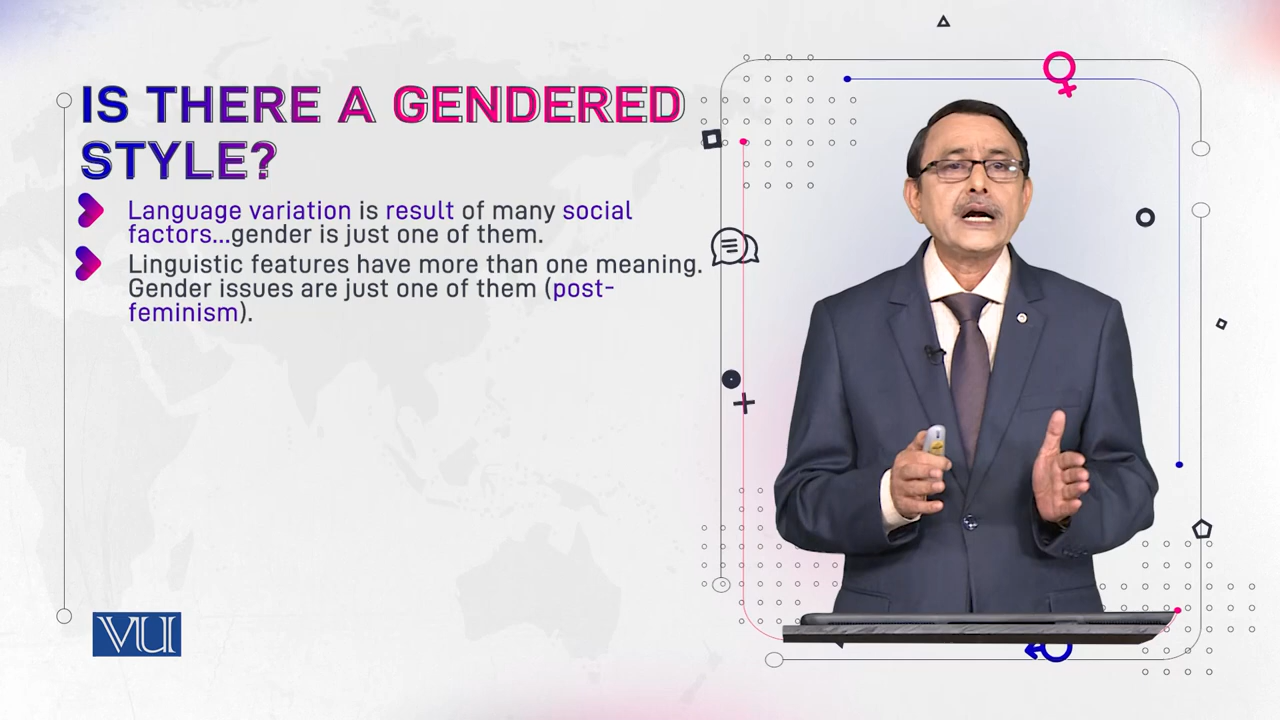 IS THERE A GENDERED
STYLE?
Language variation is result of many social
factors...gender is just one of them.
Linguistic features have more than one meaning.
Gender issues are just one of them (post-
feminism).
VU